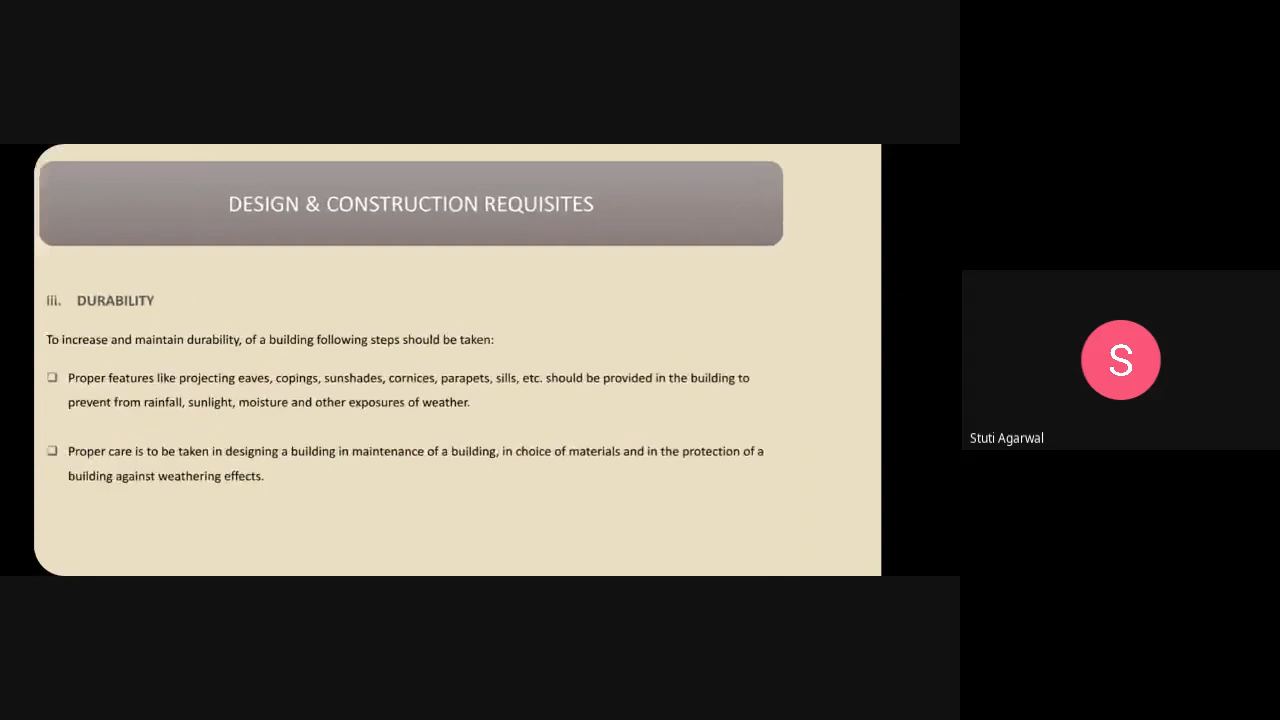 DESIGN & CONSTRUCTION REQUISITES
iii. DURABILITY
To increase and maintain durability, of a building following steps should be taken:
❑ Proper features like projecting eaves, copings, sunshades, cornices, parapets, sills, etc. should be provided in the building to
prevent from rainfall, sunlight, moisture and other exposures of weather.
❑ Proper care is to be taken in designing a building in maintenance of a building, in choice of materials and in the protection of a
building against weathering effects.
S
Stuti Agarwal